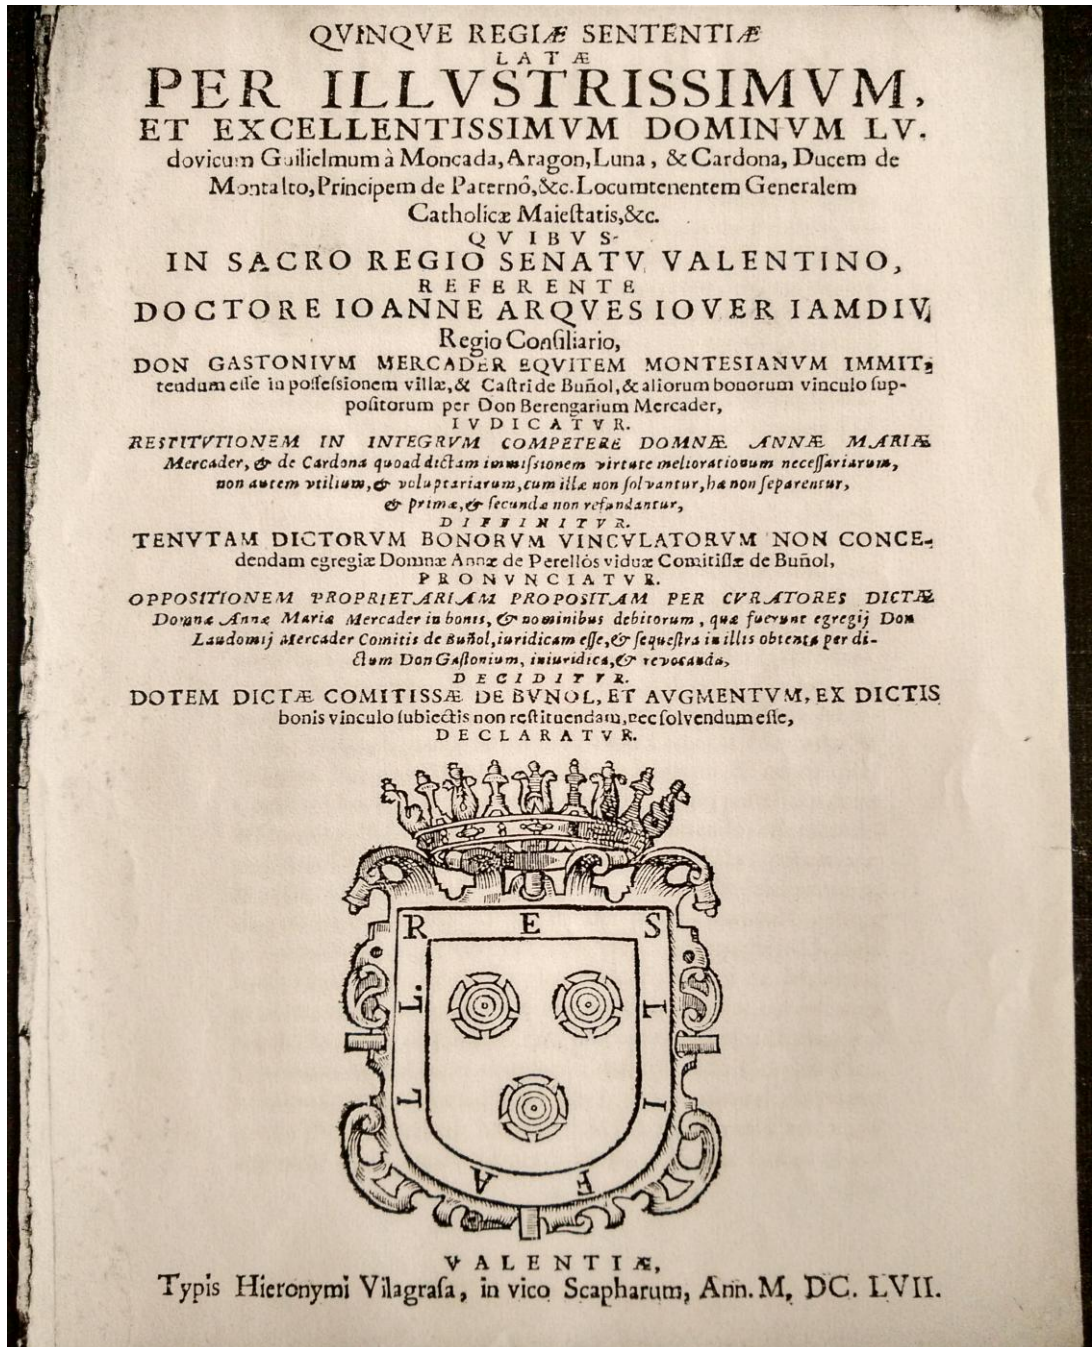 QVINQVE REGIÆ SENTENTIÆ
LATÆ
PER ILLVSTRISSIMVM,
ET EXCELLENTISSIMVM DOMINVM LV.
dovicum Guilielmum à Moncada, Aragon, Luna, & Cardona, Ducem de
Montalto, Principem de Paternò, &c. Locumtenentem Generalem
Catholicæ Maieſtatis, &c.
QVIBVS
IN SACRO REGIO SENATV VALENTINO,
REFERENTE
DOCTORE IOANNE ARQVES IOVER IAMDIV,
Regio Conſiliario,
DON GASTONIVM MERCADER EQVITEM MONTESIANVM IMMIT,
tendum eſſe in poſſeſsionem villæ, & Caſtri de Buñol, & aliorum bonorum vinculo ſup-
poſitorum per Don Berengarium Mercader,
IVDICATVR.
RESTITVTIONEM IN INTEGRVM COMPETERE DOMNÆ ANNÆ MARIÆ
Mercader, & de Cardona quoad dictam immiſsionem virtute meliorationum neceſſariarum,
non autem vtilium, & voluptariarum, cum illæ non ſolvantur, hæ non ſeparentur,
& primæ, & ſecundæ non refundantur,
DIFFINITVR.
TENVTAM DICTORVM BONORVM VINCVLATORVM NON CONCE-
dendam egregiæ Domnæ Annæ de Perellós viduæ Comitiſſæ de Buñol,
PRONVNCIATVR.
OPPOSITIONEM PROPRIETARIAM PROPOSITAM PER CVRATORES DICTÆ
Domnæ Annæ Mariæ Mercader in bonis, & nominibus debitorum, quæ fuerunt egregij Don
Laudomij Mercader Comitis de Buñol, iuridicam eſſe, & ſequeſtra in illis obtenta per di-
ctum Don Gaſtonium, iniuridica, & revocanda,
DECIDITVR.
DOTEM DICTÆ COMITISSÆ DE BVNOL, ET AVGMENTVM, EX DICTIS
bonis vinculo ſubiectis non reſtituendam, nec ſolvendum eſſe,
DECLARATVR.
R E S
L. L
L I
A F
VALENTIÆ,
Typis Hieronymi Vilagraſa, in vico Scapharum, Ann. M. DC. LVII.